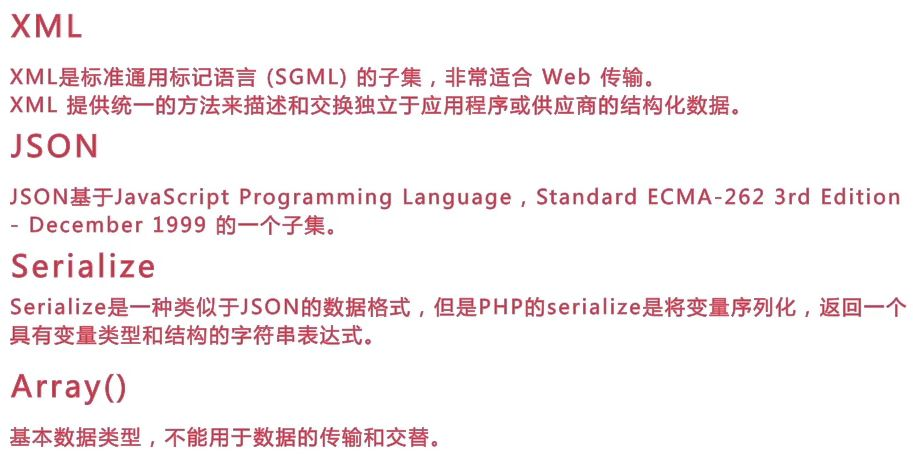 XML
XML是标准通用标记语言 (SGML) 的子集，非常适合 Web 传输。
XML 提供统一的方法来描述和交换独立于应用程序或供应商的结构化数据。
JSON
JSON基于JavaScript Programming Language , Standard ECMA-262 3rd Edition
- December 1999 的一个子集。
Serialize
Serialize是一种类似于JSON的数据格式，但是PHP的serialize是将变量序列化，返回一个
具有变量类型和结构的字符串表达式。
Array()
基本数据类型，不能用于数据的传输和交替。